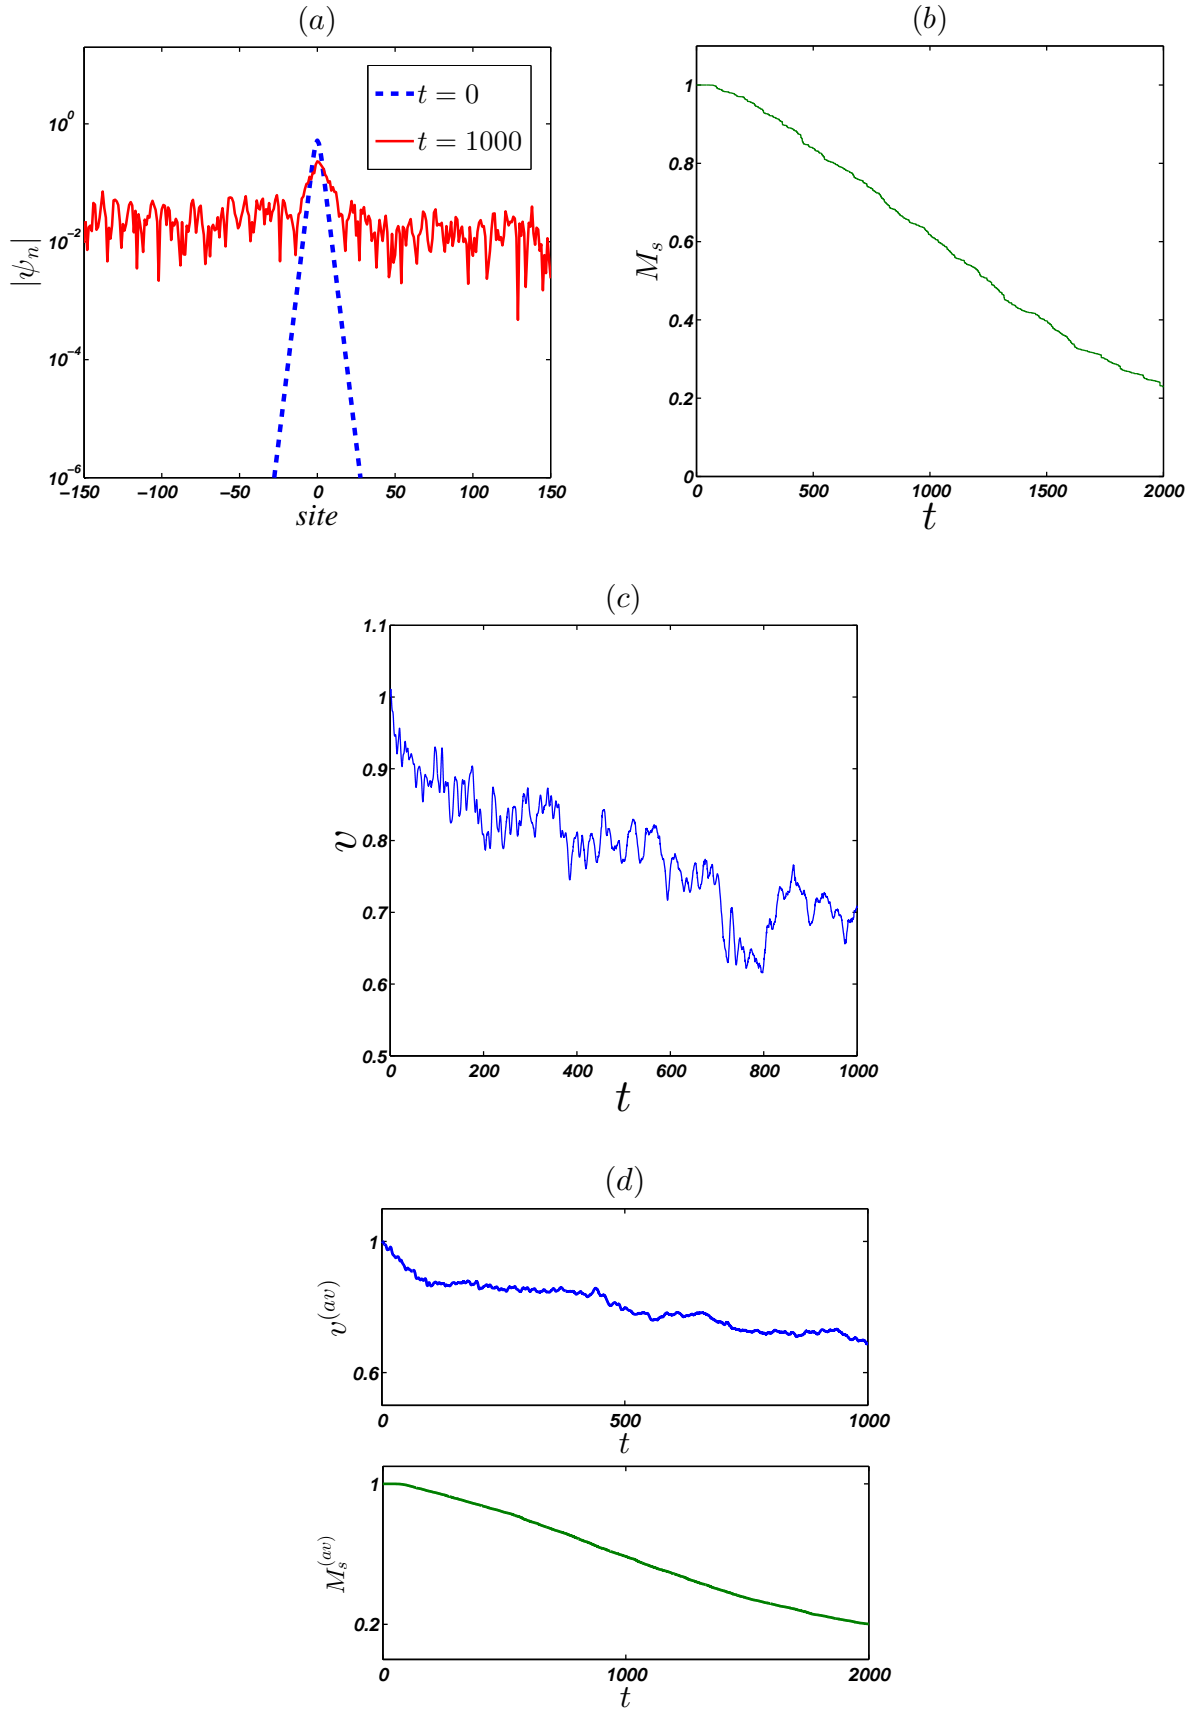 (a)
10^0
10^−2
10^−4
10^−6
|ψ_n|
t = 0
t = 1000
−150 −100 −50 0 50 100 150
site
(b)
1
0.8
0.6
0.4
0.2
0
M_s
0 500 1000 1500 2000
t
(c)
1.1
1
0.9
0.8
0.7
0.6
0.5
v
0 200 400 600 800 1000
t
(d)
1
0.6
v^(av)
0 500 1000
t
1
0.2
M_s^(av)
0 1000 2000
t